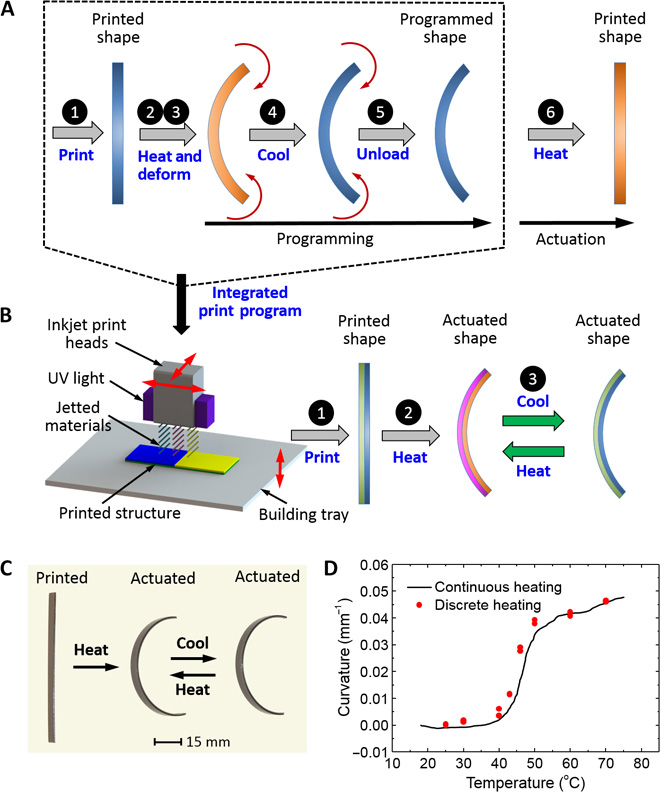 A
Printed
shape
Programmed
shape
Printed
shape
1
2
3
4
5
6
Print
Heat and
deform
Cool
Unload
Heat
Programming
Actuation
Integrated
print program
B
Inkjet print
heads
UV light
Jetted
materials
Printed structure
Building tray
Printed
shape
Actuated
shape
Actuated
shape
1
Print
2
Heat
3
Cool
Heat
C
Printed
Actuated
Actuated
Heat
Cool
Heat
15 mm
D
Continuous heating
Discrete heating
Curvature (mm⁻¹)
0.06
0.05
0.04
0.03
0.02
0.01
0.00
−0.01
10 20 30 40 50 60 70 80
Temperature (°C)